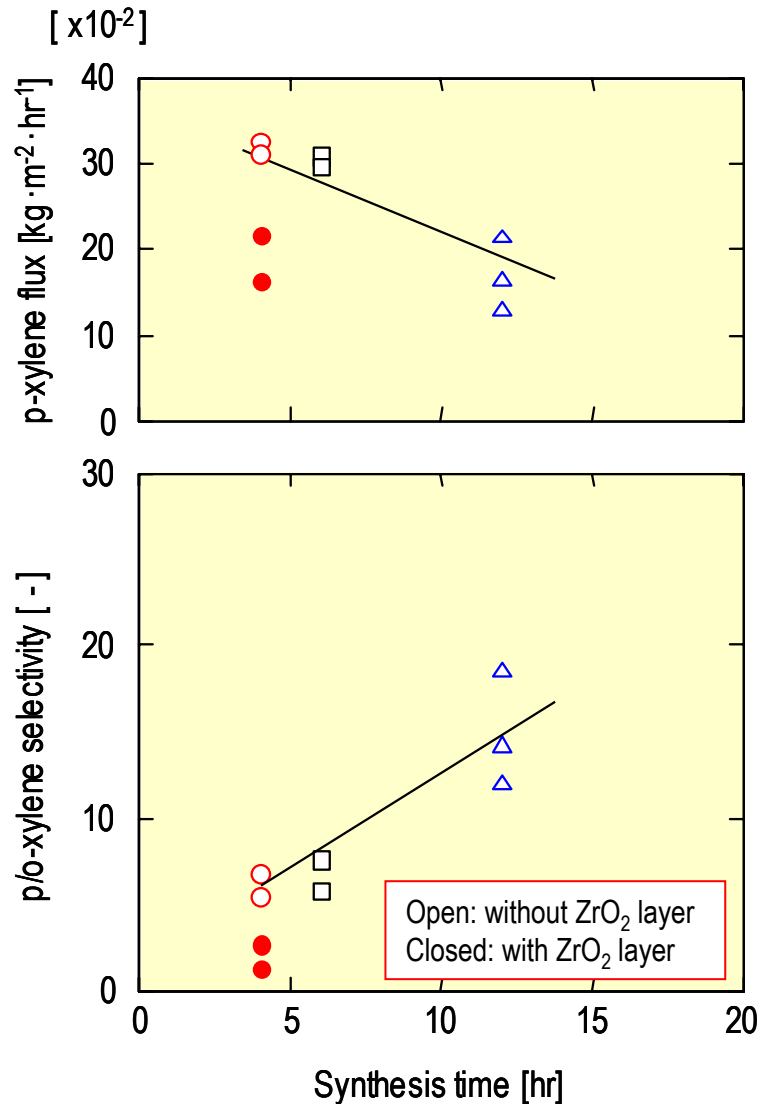 [ x10-2 ]
p-xylene flux [kg·m-2·hr-1]
40
30
20
10
0
p/o-xylene selectivity [ - ]
30
20
10
0
Open: without ZrO2 layer
Closed: with ZrO2 layer
0 5 10 15 20
Synthesis time [hr]